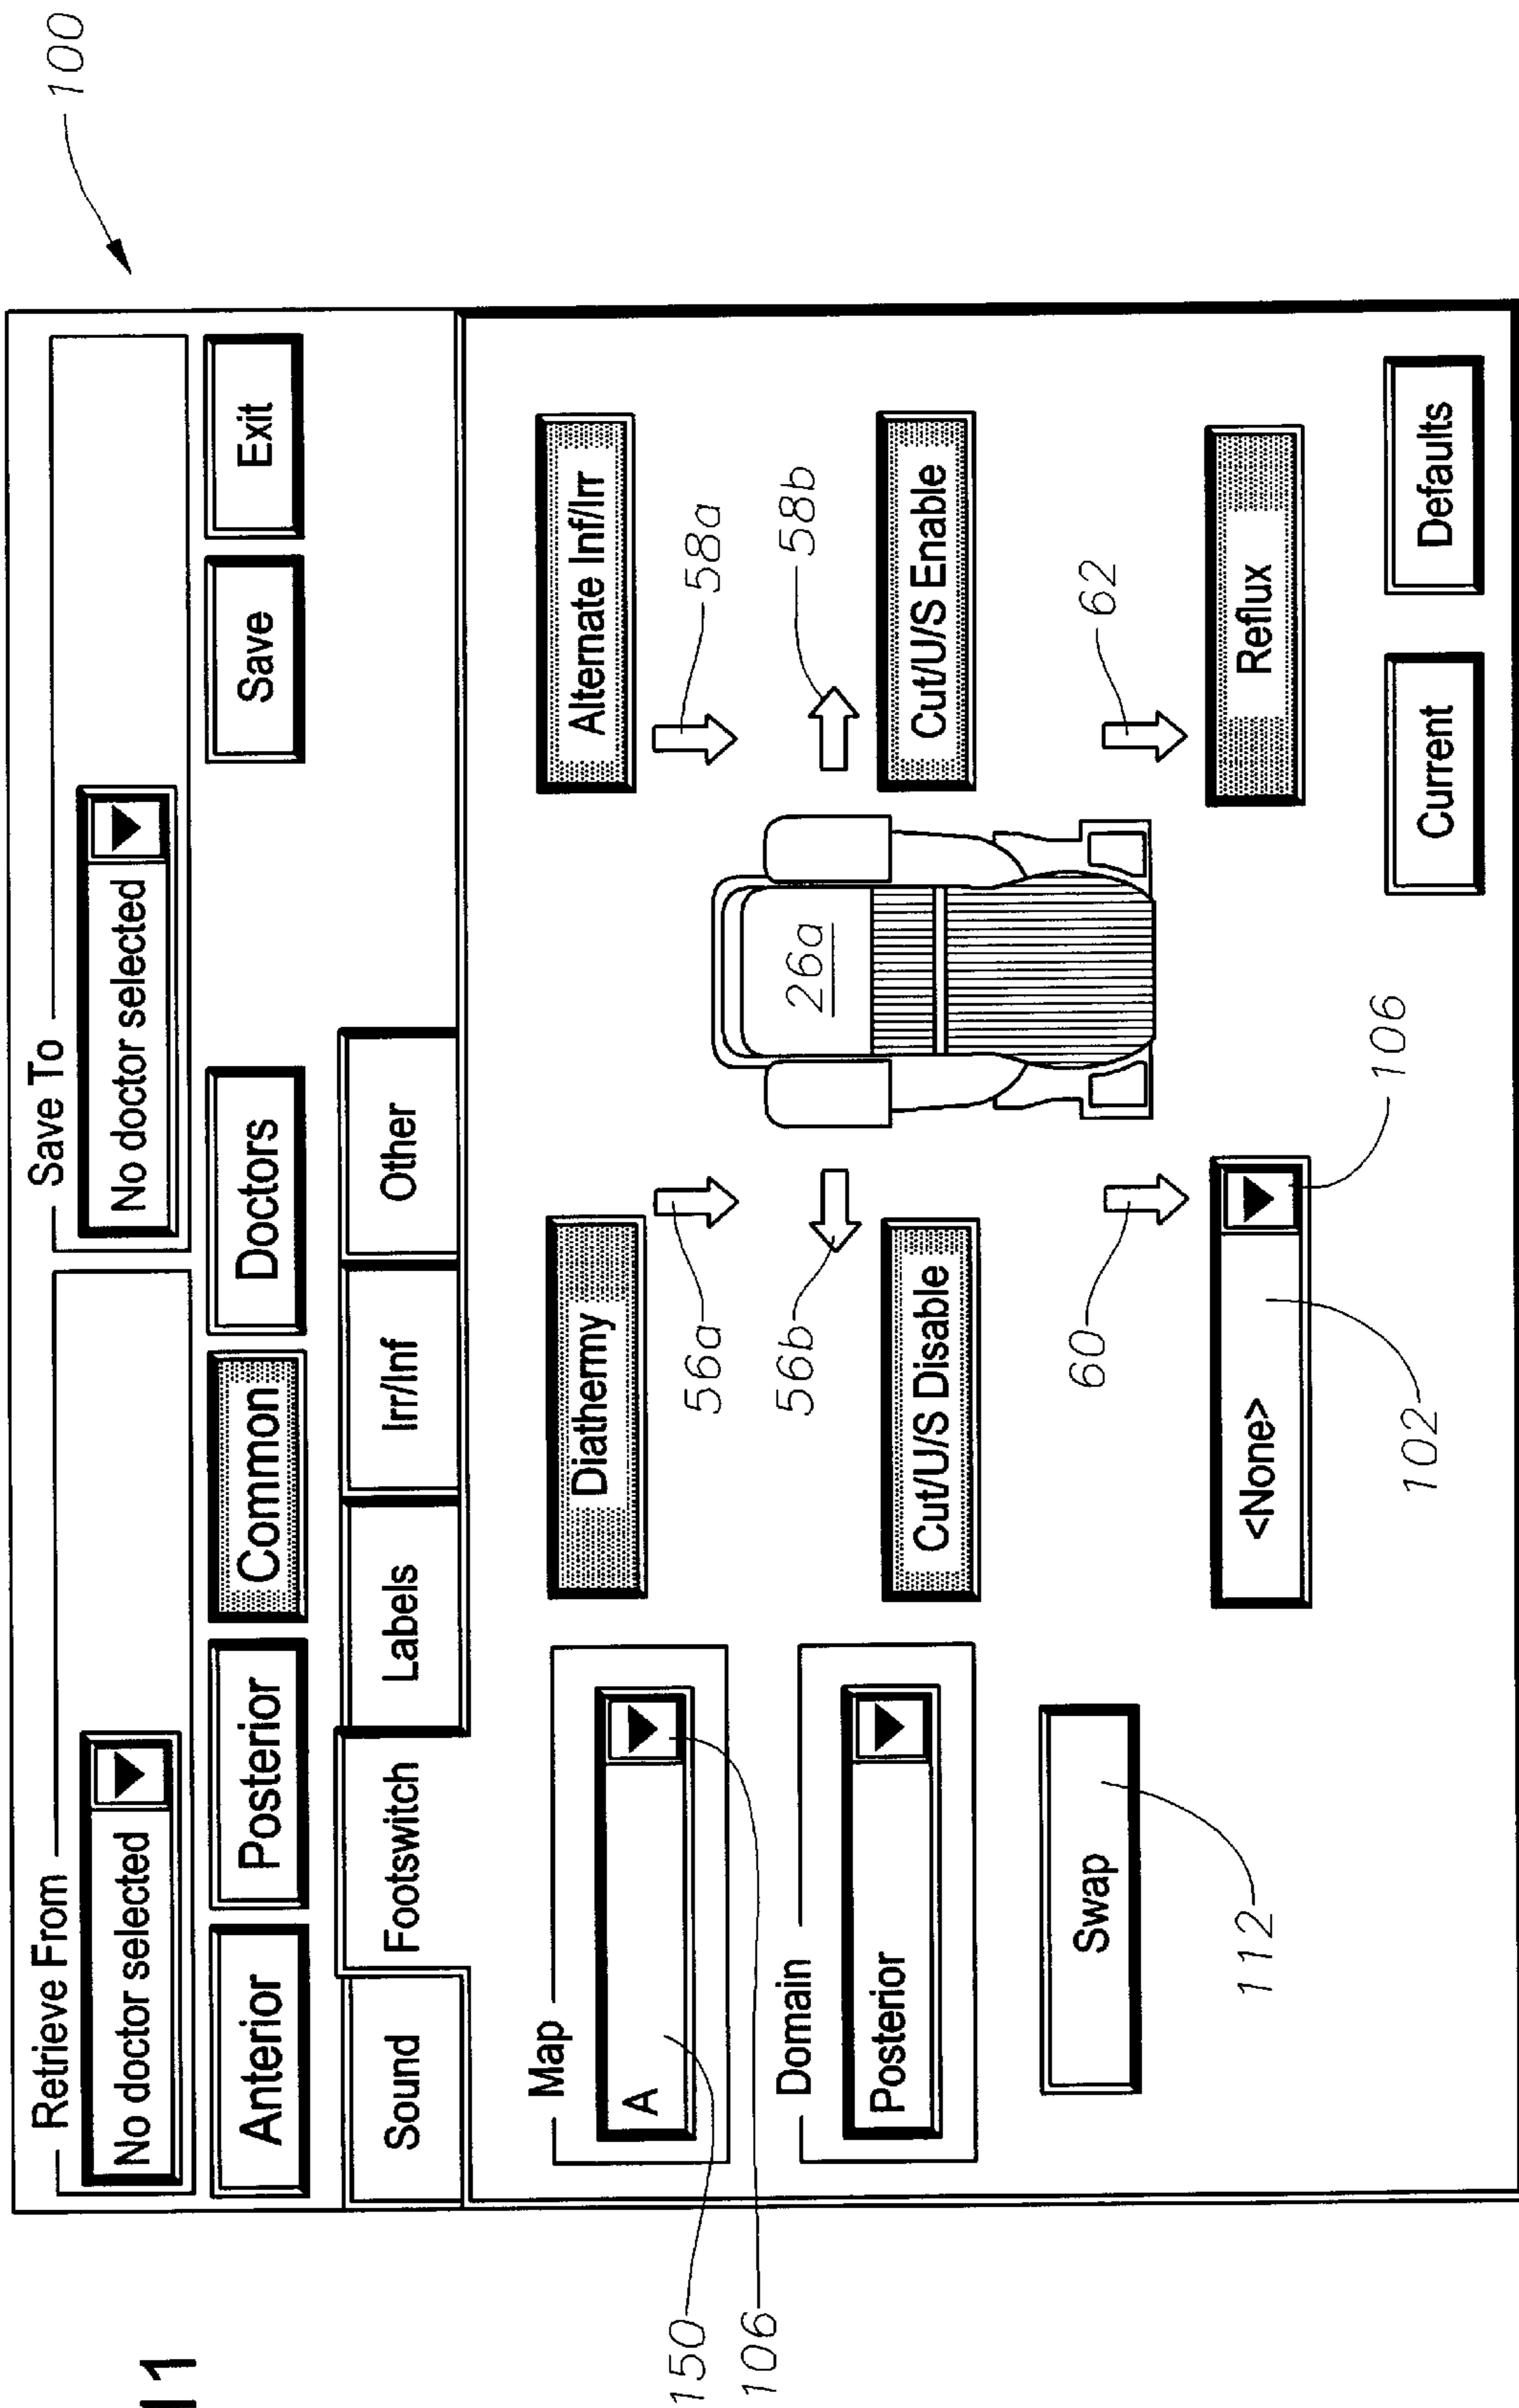 100
Retrieve From
Save To
No doctor selected
No doctor selected
Anterior
Posterior
Common
Doctors
Save
Exit
Sound
Footswitch
Labels
Irr/Inf
Other
Map
A
150
106
Domain
Posterior
Swap
112
Diathermy
56a
56b
Cut/U/S Disable
60
<None>
102
106
26a
Alternate Inf/Irr
58a
58b
Cut/U/S Enable
62
Reflux
Current
Defaults